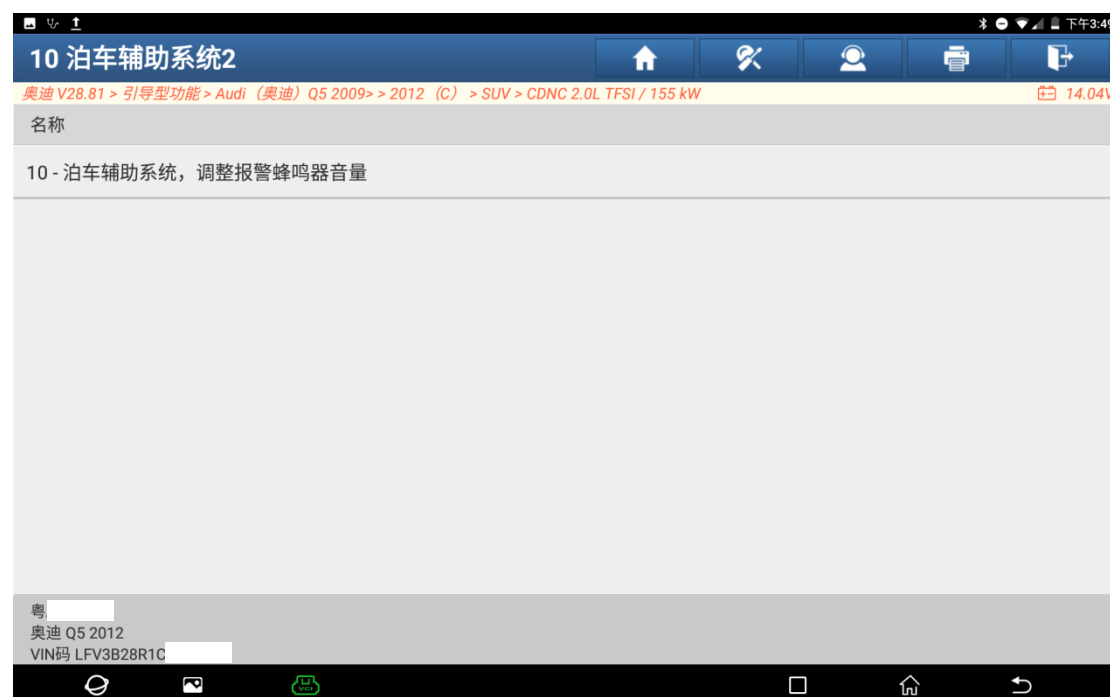 下午3:49
10 泊车辅助系统2
奥迪 V28.81 > 引导型功能 > Audi（奥迪）Q5 2009> > 2012（C） > SUV > CDNC 2.0L TFSI / 155 kW
14.04V
名称
10 - 泊车辅助系统，调整报警蜂鸣器音量
粤
奥迪 Q5 2012
VIN码 LFV3B28R1C
VCI